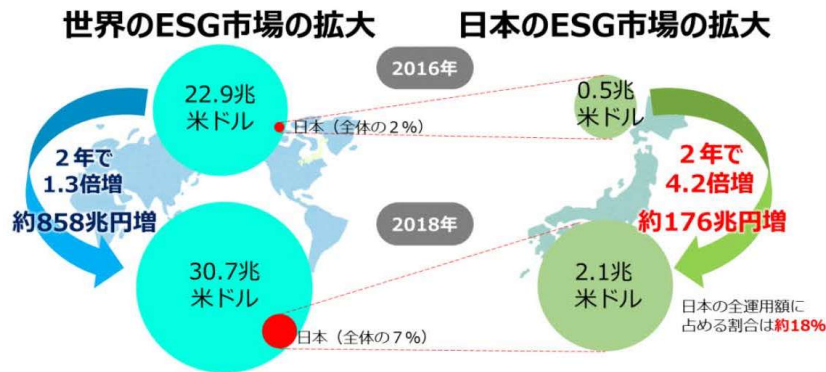 世界のESG市場の拡大
日本のESG市場の拡大
2016年
22.9兆
米ドル
日本（全体の２％）
0.5兆
米ドル
２年で
1.3倍増
約858兆円増
２年で
4.2倍増
約176兆円増
2018年
30.7兆
米ドル
日本（全体の７％）
2.1兆
米ドル
日本の全運用額に
占める割合は約18%